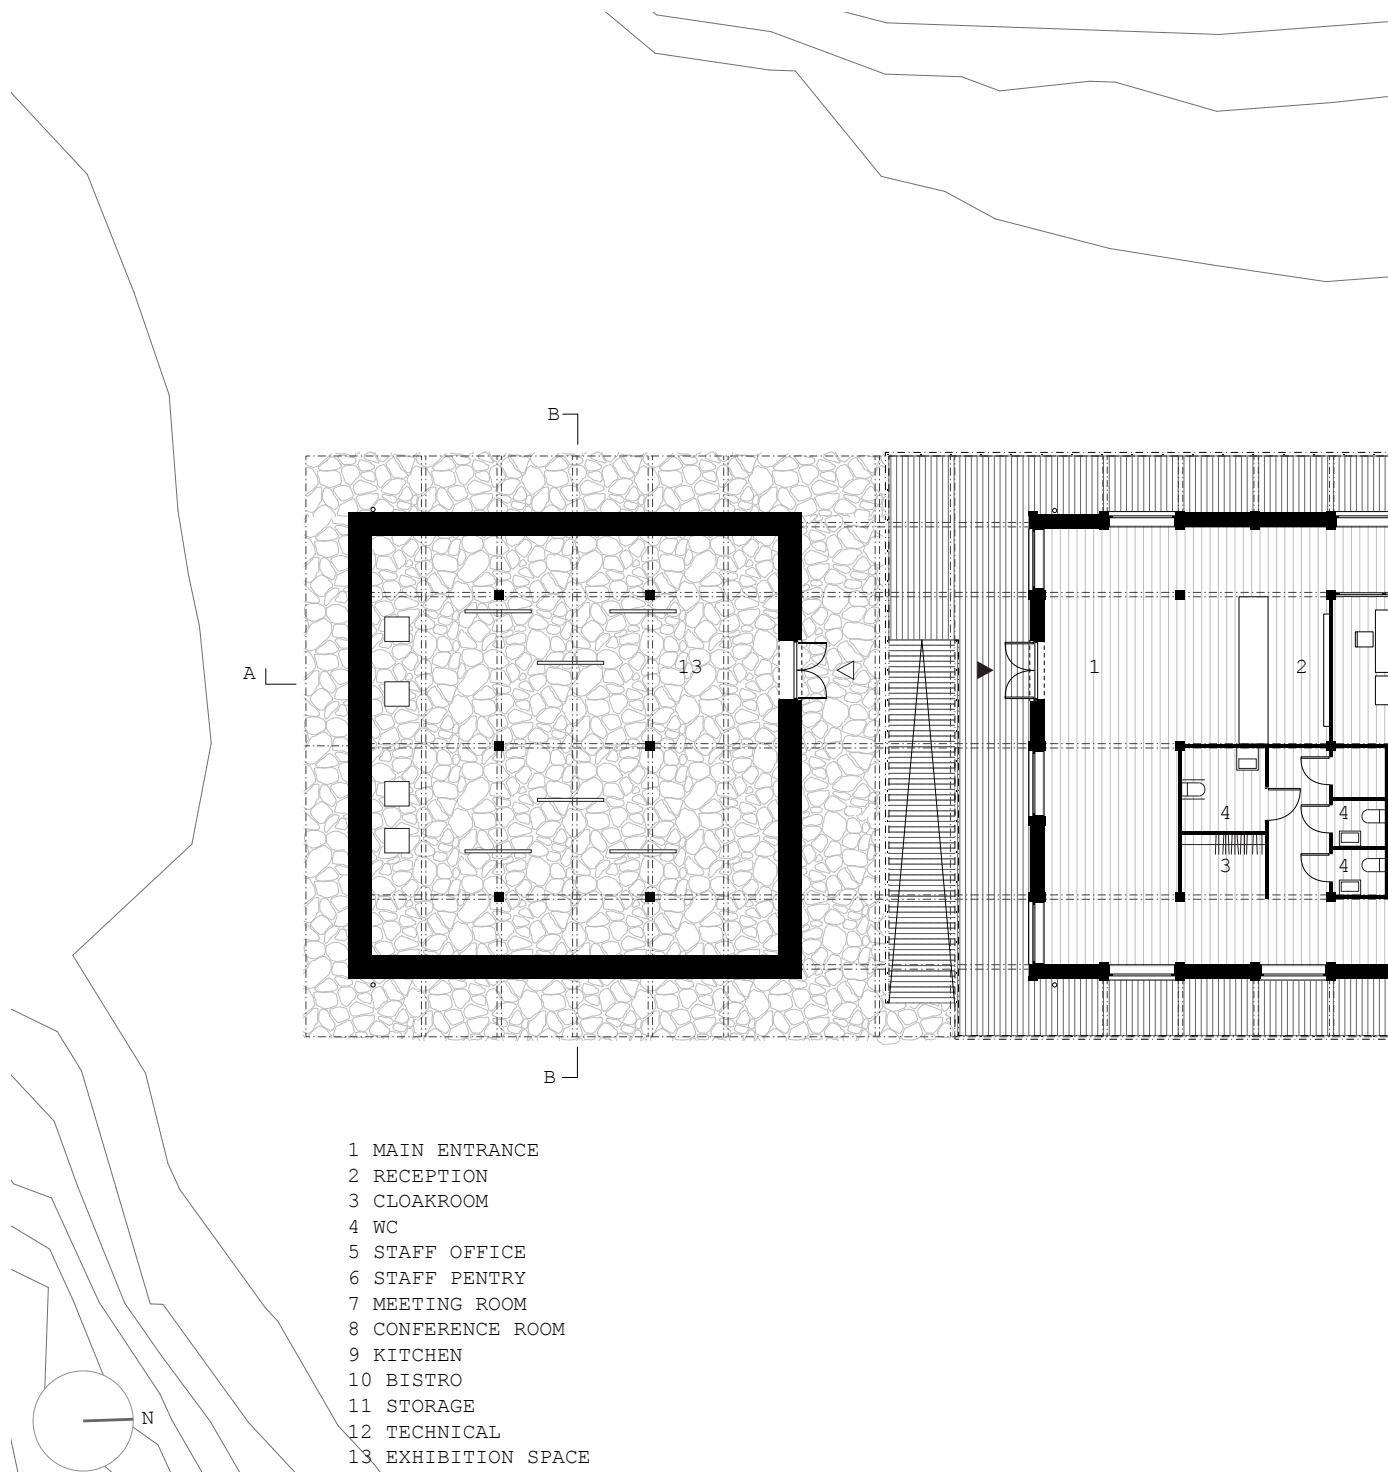 B
A
13
1
2
4
4
3
4
B
1 MAIN ENTRANCE
2 RECEPTION
3 CLOAKROOM
4 WC
5 STAFF OFFICE
6 STAFF PENTRY
7 MEETING ROOM
8 CONFERENCE ROOM
9 KITCHEN
10 BISTRO
11 STORAGE
12 TECHNICAL
13 EXHIBITION SPACE
N